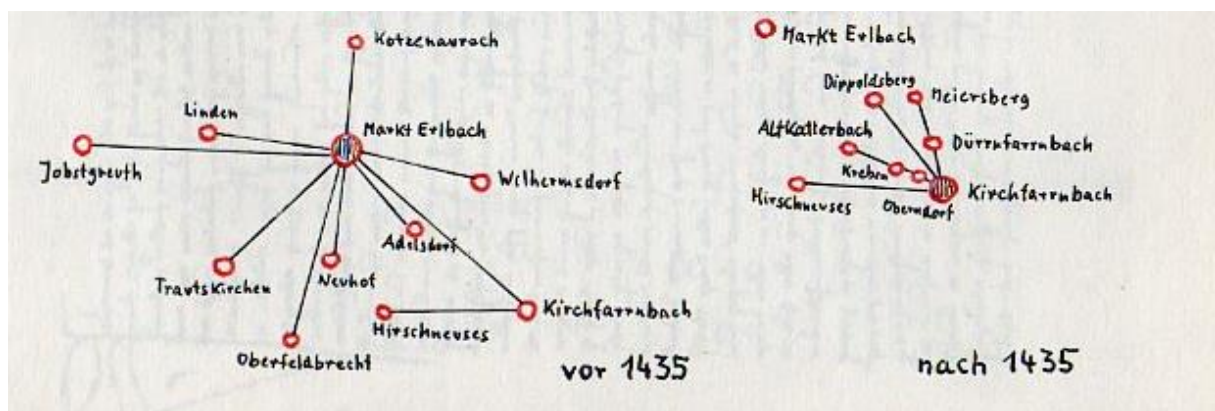 Kotzenaurach
Linden
Markt Erlbach
Jobstgreuth
Wilhermsdorf
Adelsdorf
Neuhof
Trautskirchen
Kirchfarrnbach
Hirschneuses
Oberfeldbrecht
vor 1435
Markt Erlbach
Dippoldsberg
Meiersberg
Altkatterbach
Dürrnfarrnbach
Kreben
Hirschneuses
Oberndorf
Kirchfarrnbach
nach 1435